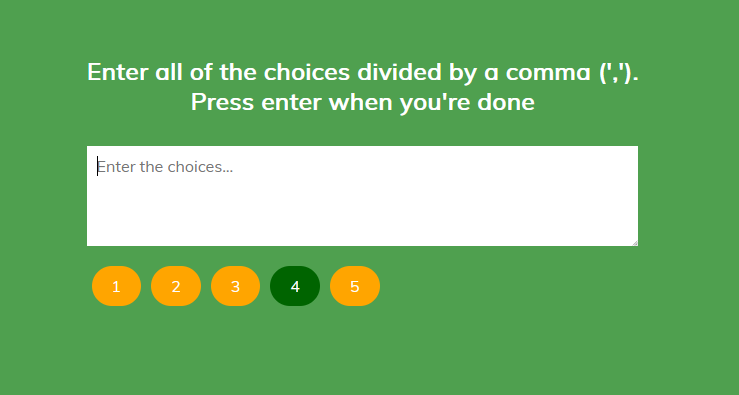 Enter all of the choices divided by a comma (',').
Press enter when you're done
Enter the choices...
1 2 3 4 5